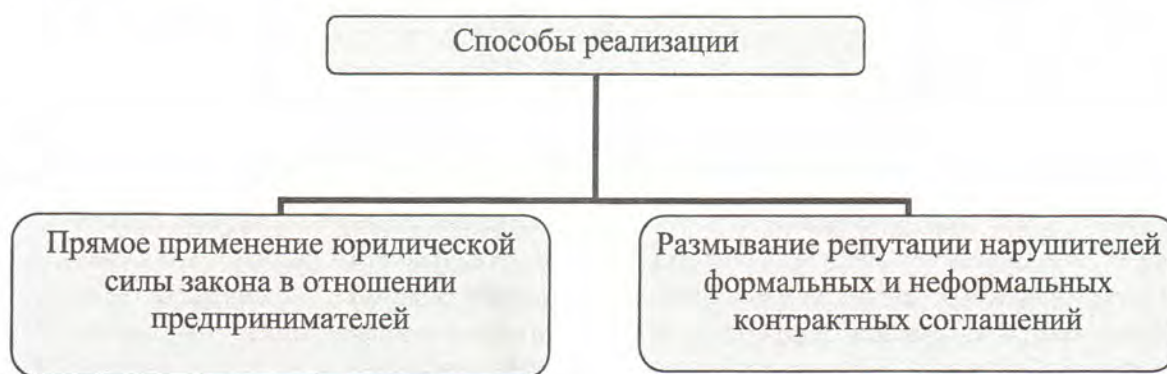 Способы реализации
Прямое применение юридической
силы закона в отношении
предпринимателей
Размывание репутации нарушителей
формальных и неформальных
контрактных соглашений